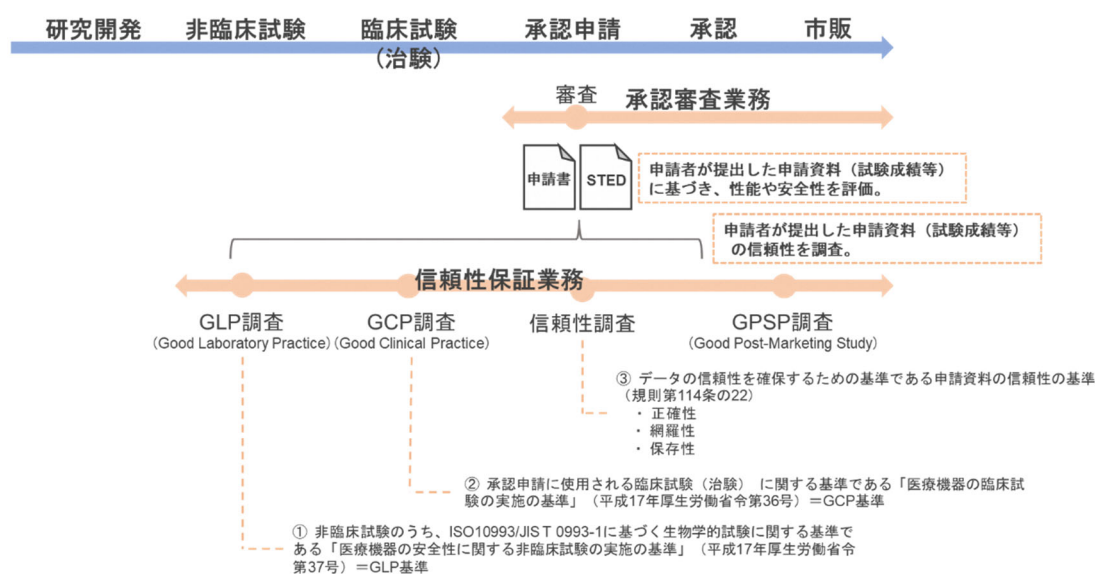 研究開発 非臨床試験 臨床試験 承認申請 承認 市販
（治験）
審査 承認審査業務
申請書 STED
申請者が提出した申請資料（試験成績等）
に基づき、性能や安全性を評価。
申請者が提出した申請資料（試験成績等）
の信頼性を調査。
信頼性保証業務
GLP調査 GCP調査 信頼性調査 GPSP調査
（Good Laboratory Practice） （Good Clinical Practice） （Good Post-Marketing Study）
③ データの信頼性を確保するための基準である申請資料の信頼性の基準
（規則第114条の22）
・ 正確性
・ 網羅性
・ 保存性
② 承認申請に使用される臨床試験（治験） に関する基準である「医療機器の臨床試
験の実施の基準」（平成17年厚生労働省令第36号）＝GCP基準
① 非臨床試験のうち、ISO10993/JIS T 0993-1に基づく生物学的試験に関する基準で
ある「医療機器の安全性に関する非臨床試験の実施の基準」（平成17年厚生労働省令
第37号）＝GLP基準